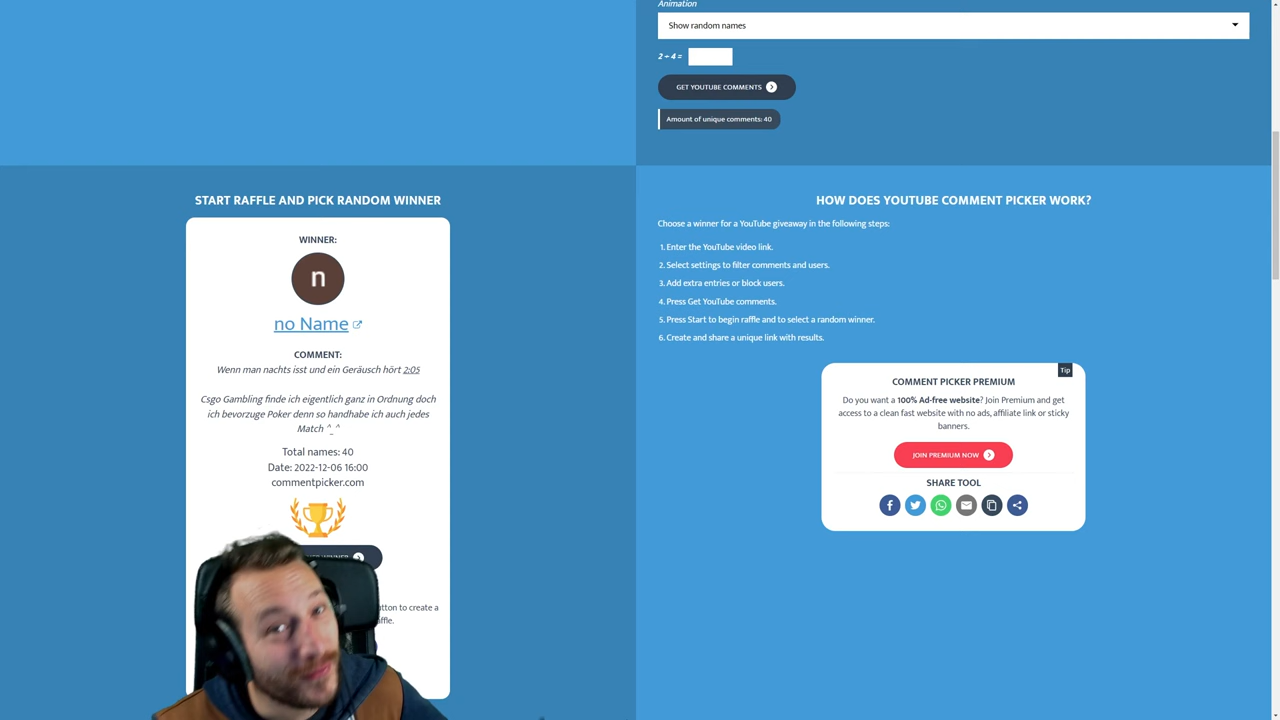 Animation
Show random names
2 + 4 =
GET YOUTUBE COMMENTS
Amount of unique comments: 40
START RAFFLE AND PICK RANDOM WINNER
WINNER:
n
no Name
COMMENT:
Wenn man nachts isst und ein Geräusch hört 2:05
Csgo Gambling finde ich eigentlich ganz in Ordnung doch
ich bevorzuge Poker denn so handhabe ich auch jedes
Match ^_^
Total names: 40
Date: 2022-12-06 16:00
commentpicker.com
WINNER
to create a
HOW DOES YOUTUBE COMMENT PICKER WORK?
Choose a winner for a YouTube giveaway in the following steps:
1. Enter the YouTube video link.
2. Select settings to filter comments and users.
3. Add extra entries or block users.
4. Press Get YouTube comments.
5. Press Start to begin raffle and to select a random winner.
6. Create and share a unique link with results.
Tip
COMMENT PICKER PREMIUM
Do you want a 100% Ad-free website? Join Premium and get
access to a clean fast website with no ads, affiliate link or sticky
banners.
JOIN PREMIUM NOW
SHARE TOOL